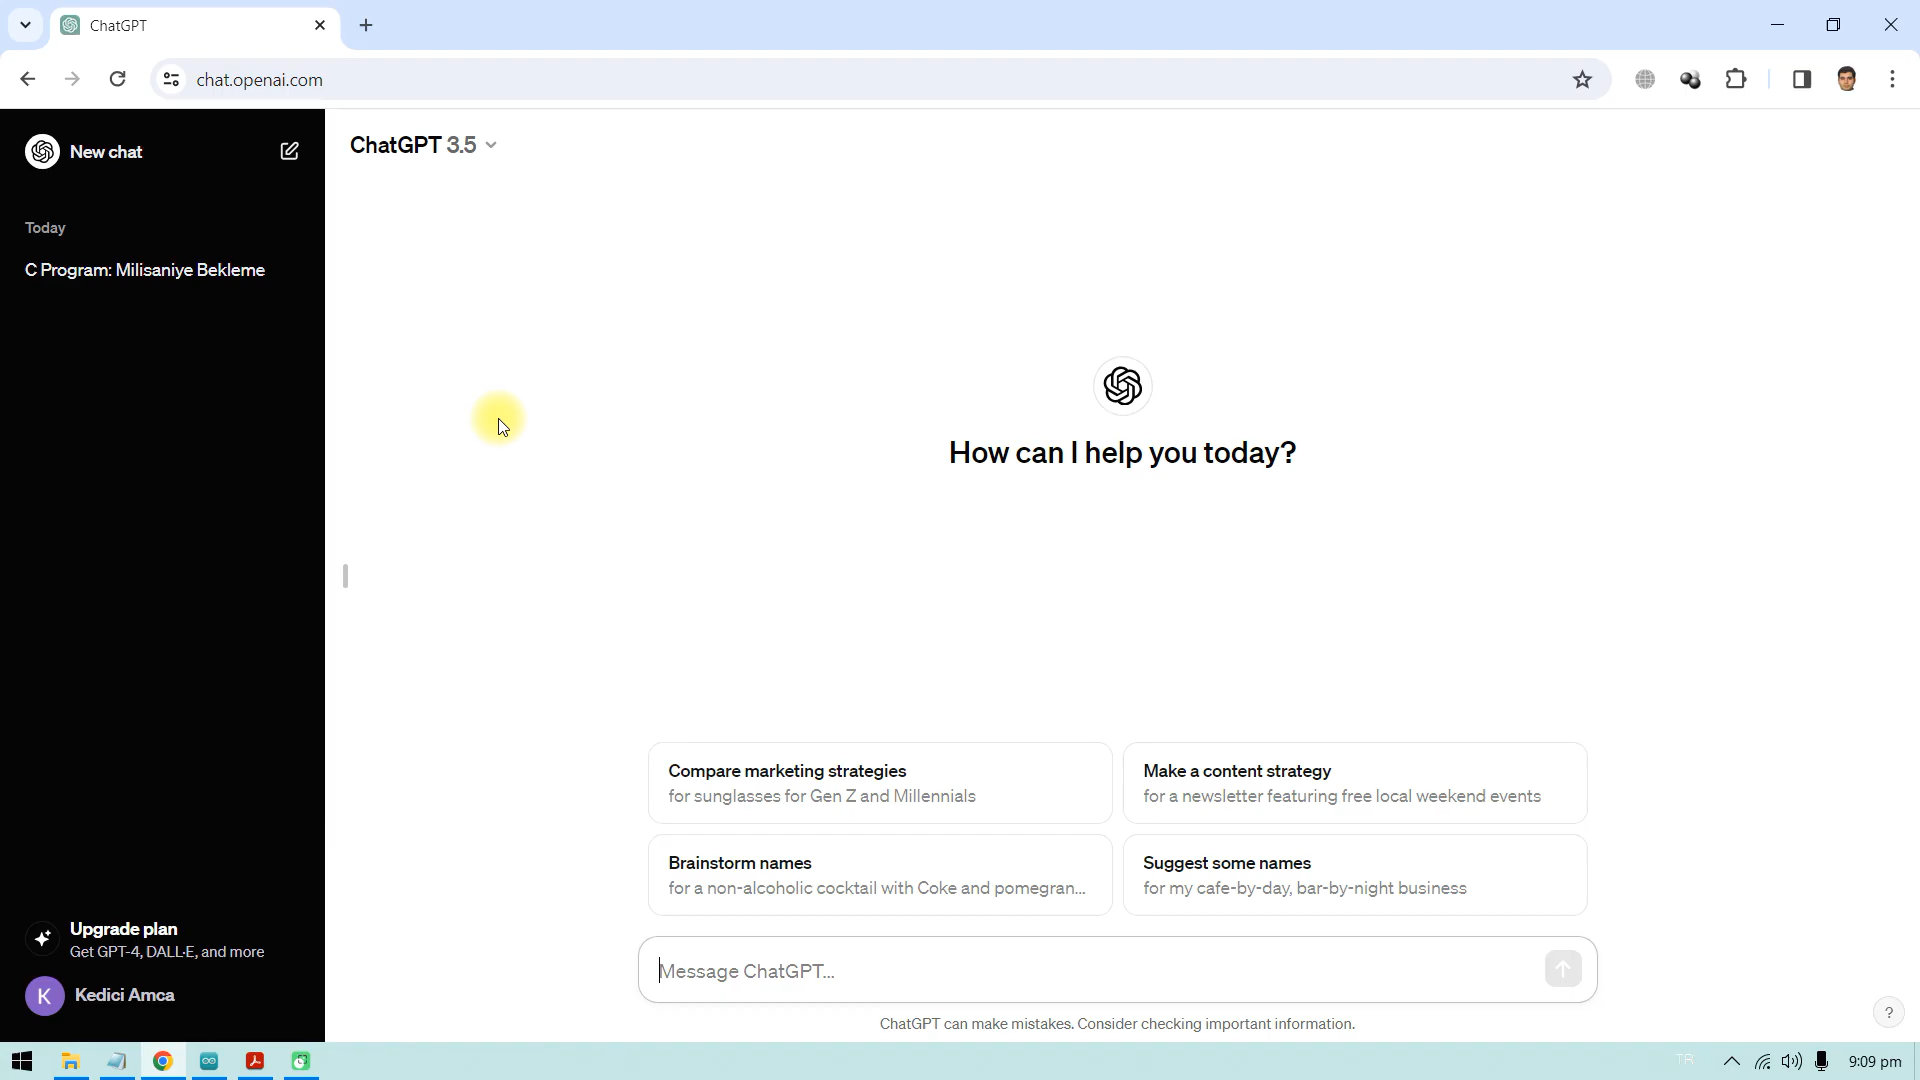 ChatGPT
chat.openai.com
New chat
ChatGPT 3.5
Today
C Program: Milisaniye Bekleme
How can I help you today?
Compare marketing strategies
for sunglasses for Gen Z and Millennials
Make a content strategy
for a newsletter featuring free local weekend events
Brainstorm names
for a non-alcoholic cocktail with Coke and pomegran...
Suggest some names
for my cafe-by-day, bar-by-night business
Upgrade plan
Get GPT-4, DALL·E, and more
Message ChatGPT...
K
Kedici Amca
ChatGPT can make mistakes. Consider checking important information.
?
TR
9:09 pm